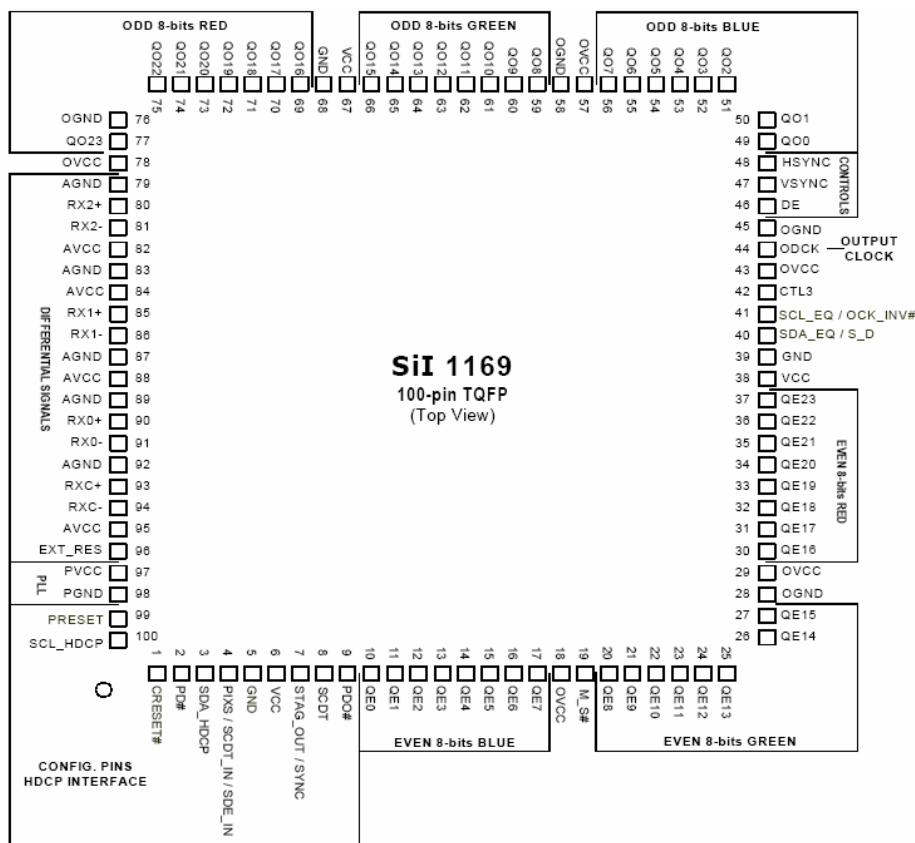 ODD 8-bits RED
ODD 8-bits GREEN
ODD 8-bits BLUE
QO22 QO21 QO20 QO19 QO18 QO17 QO16 GND VCC QO15 QO14 QO13 QO12 QO11 QO10 QO9 QO8 OGND OVCC QO7 QO6 QO5 QO4 QO3 QO2
75 74 73 72 71 70 69 68 67 66 65 64 63 62 61 60 59 58 57 56 55 54 53 52 51
OGND 76
QO23 77
OVCC 78
AGND 79
RX2+ 80
RX2- 81
AVCC 82
AGND 83
AVCC 84
RX1+ 85
RX1- 86
AGND 87
AVCC 88
AGND 89
RX0+ 90
RX0- 91
AGND 92
RXC+ 93
RXC- 94
AVCC 95
EXT_RES 96
PVCC 97
PGND 98
PRESET 99
SCL_HDCP 100
DIFFERENTIAL SIGNALS
PLL
SiI 1169
100-pin TQFP
(Top View)
50 QO1
49 QO0
48 HSYNC
47 VSYNC
46 DE
45 OGND
44 ODCK
43 OVCC
42 CTL3
41 SCL_EQ / OCK_INV#
40 SDA_EQ / S_D
39 GND
38 VCC
37 QE23
36 QE22
35 QE21
34 QE20
33 QE19
32 QE18
31 QE17
30 QE16
29 OVCC
28 OGND
27 QE15
26 QE14
CONTROLS
OUTPUT
CLOCK
EVEN 8-bits RED
1 2 3 4 5 6 7 8 9 10 11 12 13 14 15 16 17 18 19 20 21 22 23 24 25
CRESET# PD# SDA_HDCP PIXS / SCDT_IN / SDE_IN GND VCC STAG_OUT / SYNC SCDT PDO# QE0 QE1 QE2 QE3 QE4 QE5 QE6 QE7 OVCC M_S# QE8 QE9 QE10 QE11 QE12 QE13
EVEN 8-bits BLUE
EVEN 8-bits GREEN
CONFIG. PINS
HDCP INTERFACE